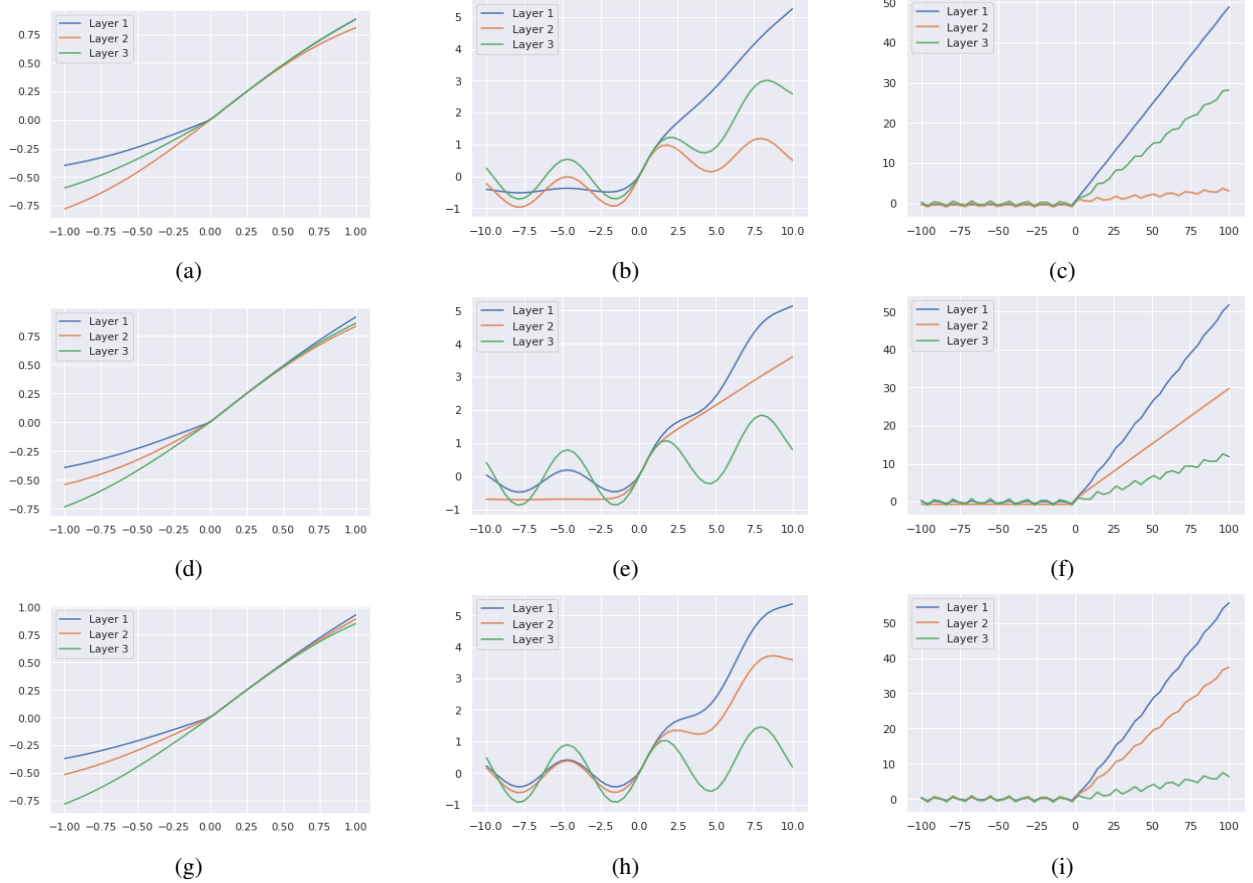 Layer 1
Layer 2
Layer 3
0.75
0.50
0.25
0.00
−0.25
−0.50
−0.75
−1.00 −0.75 −0.50 −0.25 0.00 0.25 0.50 0.75 1.00
(a)
Layer 1
Layer 2
Layer 3
5
4
3
2
1
0
−1
−10.0 −7.5 −5.0 −2.5 0.0 2.5 5.0 7.5 10.0
(b)
Layer 1
Layer 2
Layer 3
50
40
30
20
10
0
−100 −75 −50 −25 0 25 50 75 100
(c)
Layer 1
Layer 2
Layer 3
0.75
0.50
0.25
0.00
−0.25
−0.50
−0.75
−1.00 −0.75 −0.50 −0.25 0.00 0.25 0.50 0.75 1.00
(d)
Layer 1
Layer 2
Layer 3
5
4
3
2
1
0
−1
−10.0 −7.5 −5.0 −2.5 0.0 2.5 5.0 7.5 10.0
(e)
Layer 1
Layer 2
Layer 3
50
40
30
20
10
0
−100 −75 −50 −25 0 25 50 75 100
(f)
Layer 1
Layer 2
Layer 3
1.00
0.75
0.50
0.25
0.00
−0.25
−0.50
−0.75
−1.00 −0.75 −0.50 −0.25 0.00 0.25 0.50 0.75 1.00
(g)
Layer 1
Layer 2
Layer 3
5
4
3
2
1
0
−1
−10.0 −7.5 −5.0 −2.5 0.0 2.5 5.0 7.5 10.0
(h)
Layer 1
Layer 2
Layer 3
50
40
30
20
10
0
−100 −75 −50 −25 0 25 50 75 100
(i)